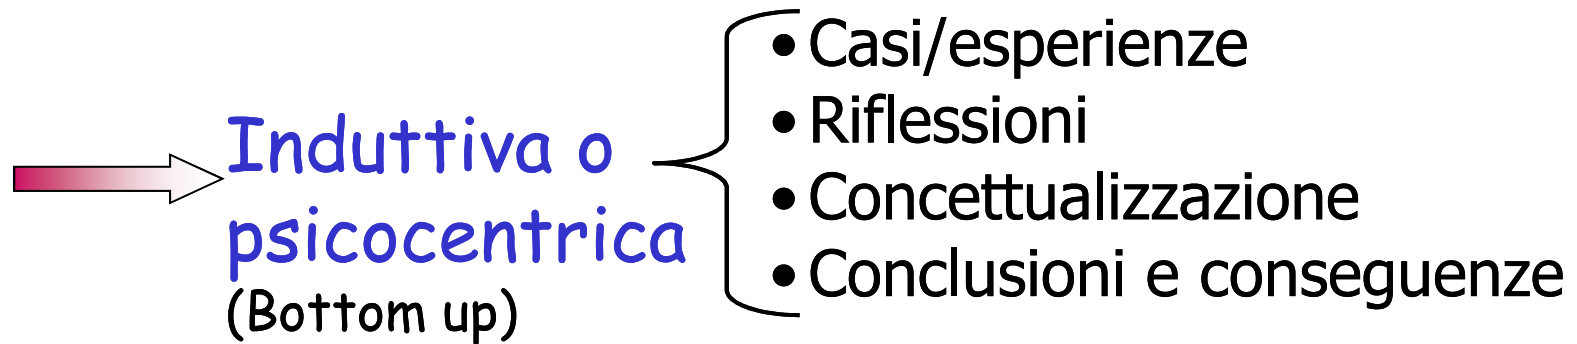 Induttiva o
psicocentrica
(Bottom up)
• Casi/esperienze
• Riflessioni
• Concettualizzazione
• Conclusioni e conseguenze